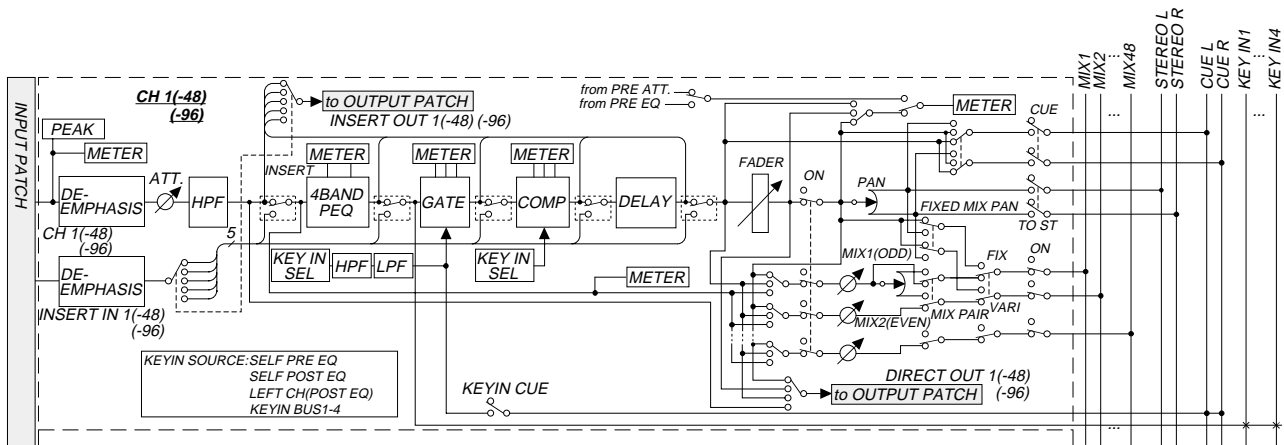 MIX1
MIX2
...
MIX48
STEREO L
STEREO R
CUE L
CUE R
KEY IN1
...
KEY IN4
INPUT PATCH
CH 1(-48)
(-96)
to OUTPUT PATCH
INSERT OUT 1(-48) (-96)
from PRE ATT.
from PRE EQ
METER
CUE
...
...
PEAK
METER
INSERT
METER
METER
METER
FADER
ON
PAN
DE-
EMPHASIS
ATT.
HPF
4BAND
PEQ
GATE
COMP
DELAY
FIXED MIX PAN
TO ST
CH 1(-48)
(-96)
5
KEY IN
SEL
HPF
LPF
KEY IN
SEL
METER
MIX1(ODD)
FIX
ON
DE-
EMPHASIS
INSERT IN 1(-48)
(-96)
MIX2(EVEN)
MIX PAIR
VARI
KEYIN SOURCE:SELF PRE EQ
SELF POST EQ
LEFT CH(POST EQ)
KEYIN BUS1-4
KEYIN CUE
DIRECT OUT 1(-48)
(-96)
to OUTPUT PATCH
...